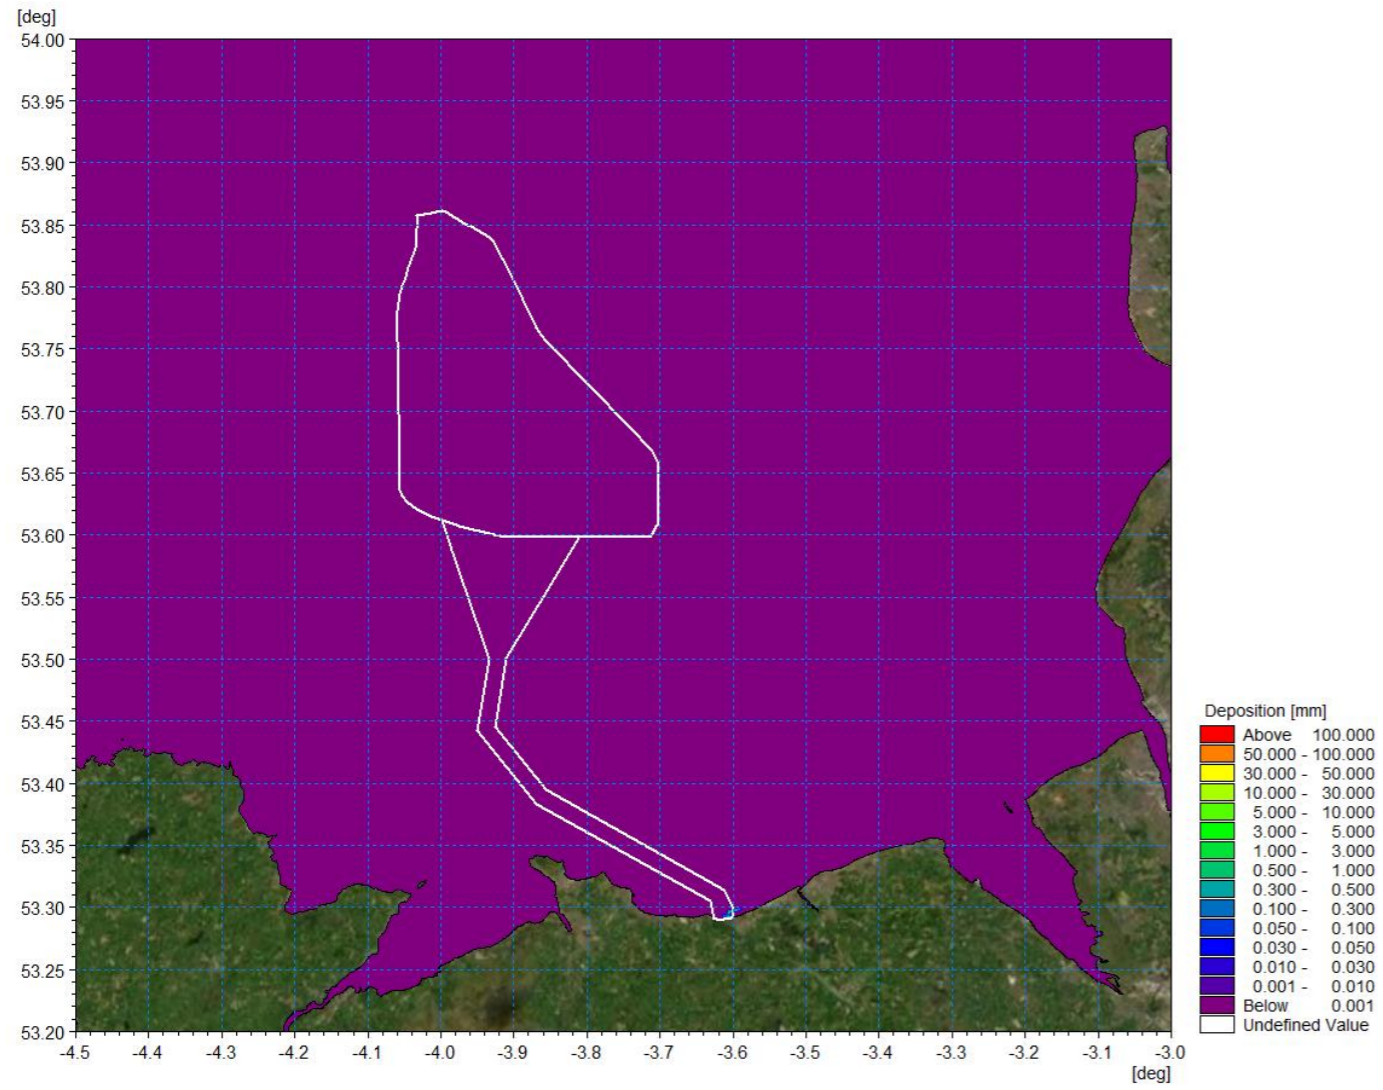 [deg]
54.00
53.95
53.90
53.85
53.80
53.75
53.70
53.65
53.60
53.55
53.50
53.45
53.40
53.35
53.30
53.25
53.20
-4.5 -4.4 -4.3 -4.2 -4.1 -4.0 -3.9 -3.8 -3.7 -3.6 -3.5 -3.4 -3.3 -3.2 -3.1 -3.0
[deg]
Deposition [mm]
Above 100.000
50.000 - 100.000
30.000 - 50.000
10.000 - 30.000
5.000 - 10.000
3.000 - 5.000
1.000 - 3.000
0.500 - 1.000
0.300 - 0.500
0.100 - 0.300
0.050 - 0.100
0.030 - 0.050
0.010 - 0.030
0.001 - 0.010
Below 0.001
Undefined Value